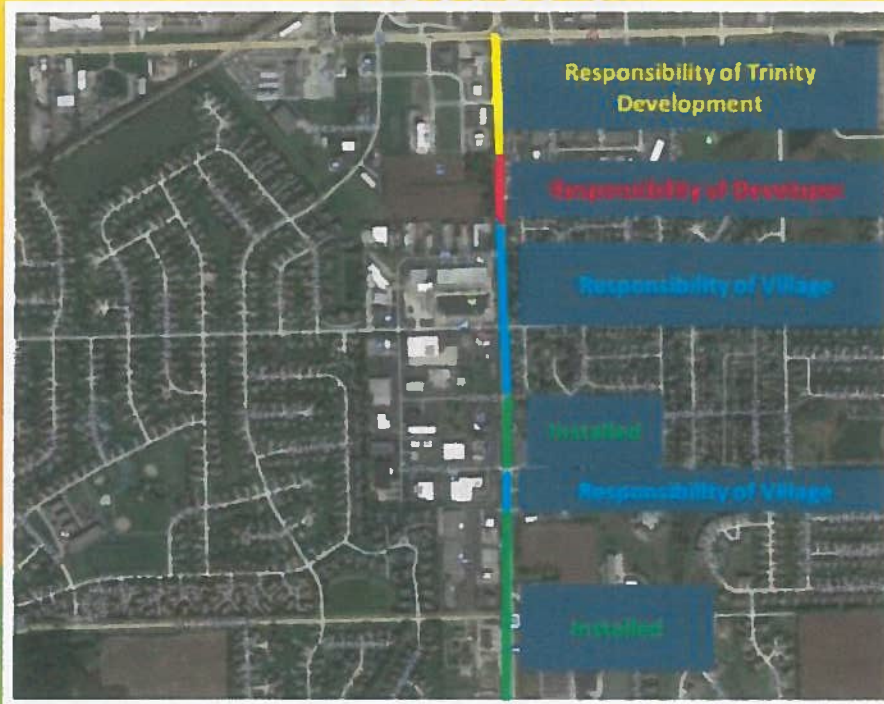 Responsibility of Trinity
Development
Responsibility of Developer
Responsibility of Village
Installed
Responsibility of Village
Installed